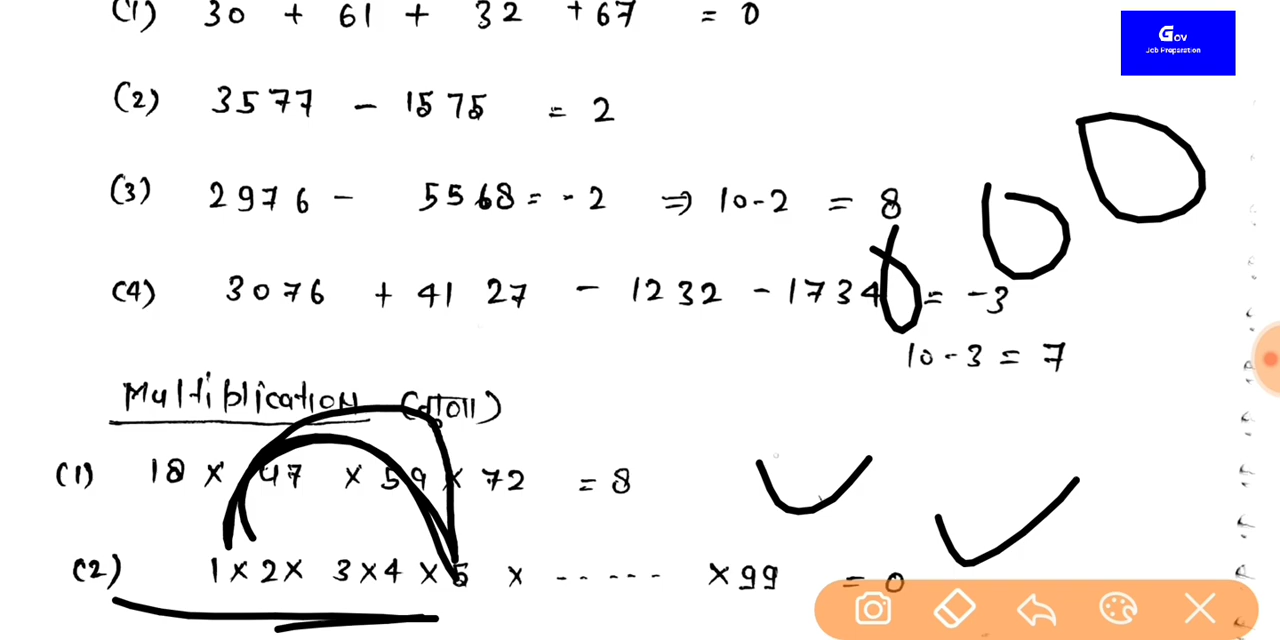 (1) 30 + 61 + 32 + 67 = 0
Gov
Job Preparation
(2) 3577 - 1575 = 2
(3) 2976 - 5568 = -2 ⇒ 10-2 = 8
(4) 3076 + 4127 - 1232 - 1734 = -3
10-3 = 7
Multiplication
(1) 18 × 47 × 59 × 72 = 8
(2) 1 × 2 × 3 × 4 × 5 × ...... × 99 = 0